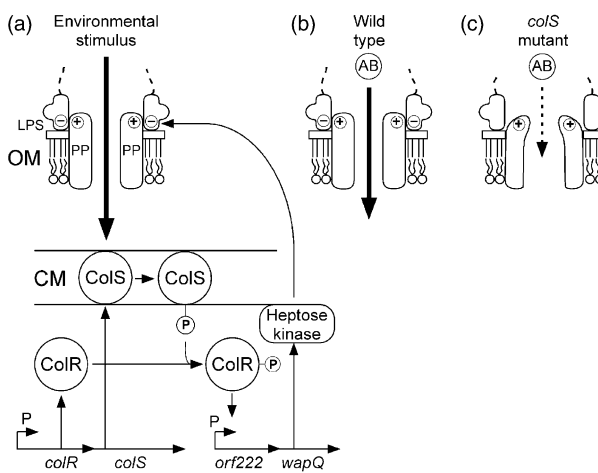 (a)
Environmental
stimulus
LPS
OM
− + + −
PP PP
(b)
Wild
type
AB
− + + −
(c)
colS
mutant
AB
+ +
CM
ColS ColS
P
Heptose
kinase
ColR ColR P
P P
colR colS orf222 wapQ